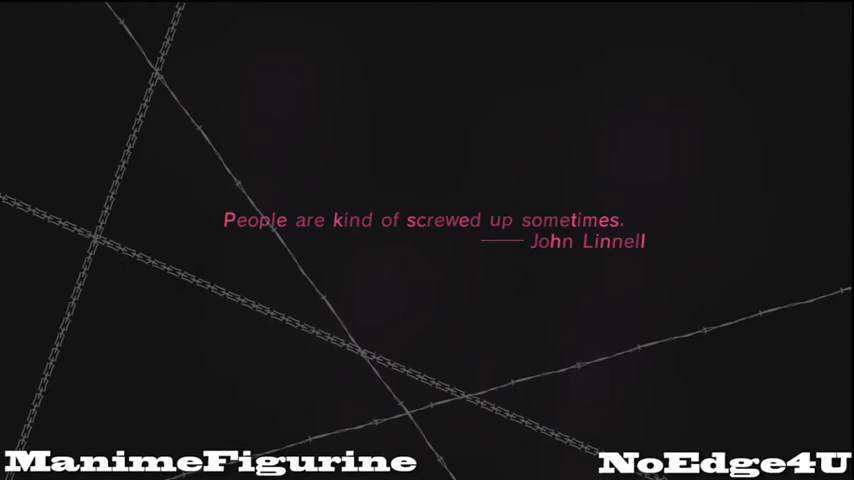 People are kind of screwed up sometimes.
—— John Linnell
ManimeFigurine
NoEdge4U